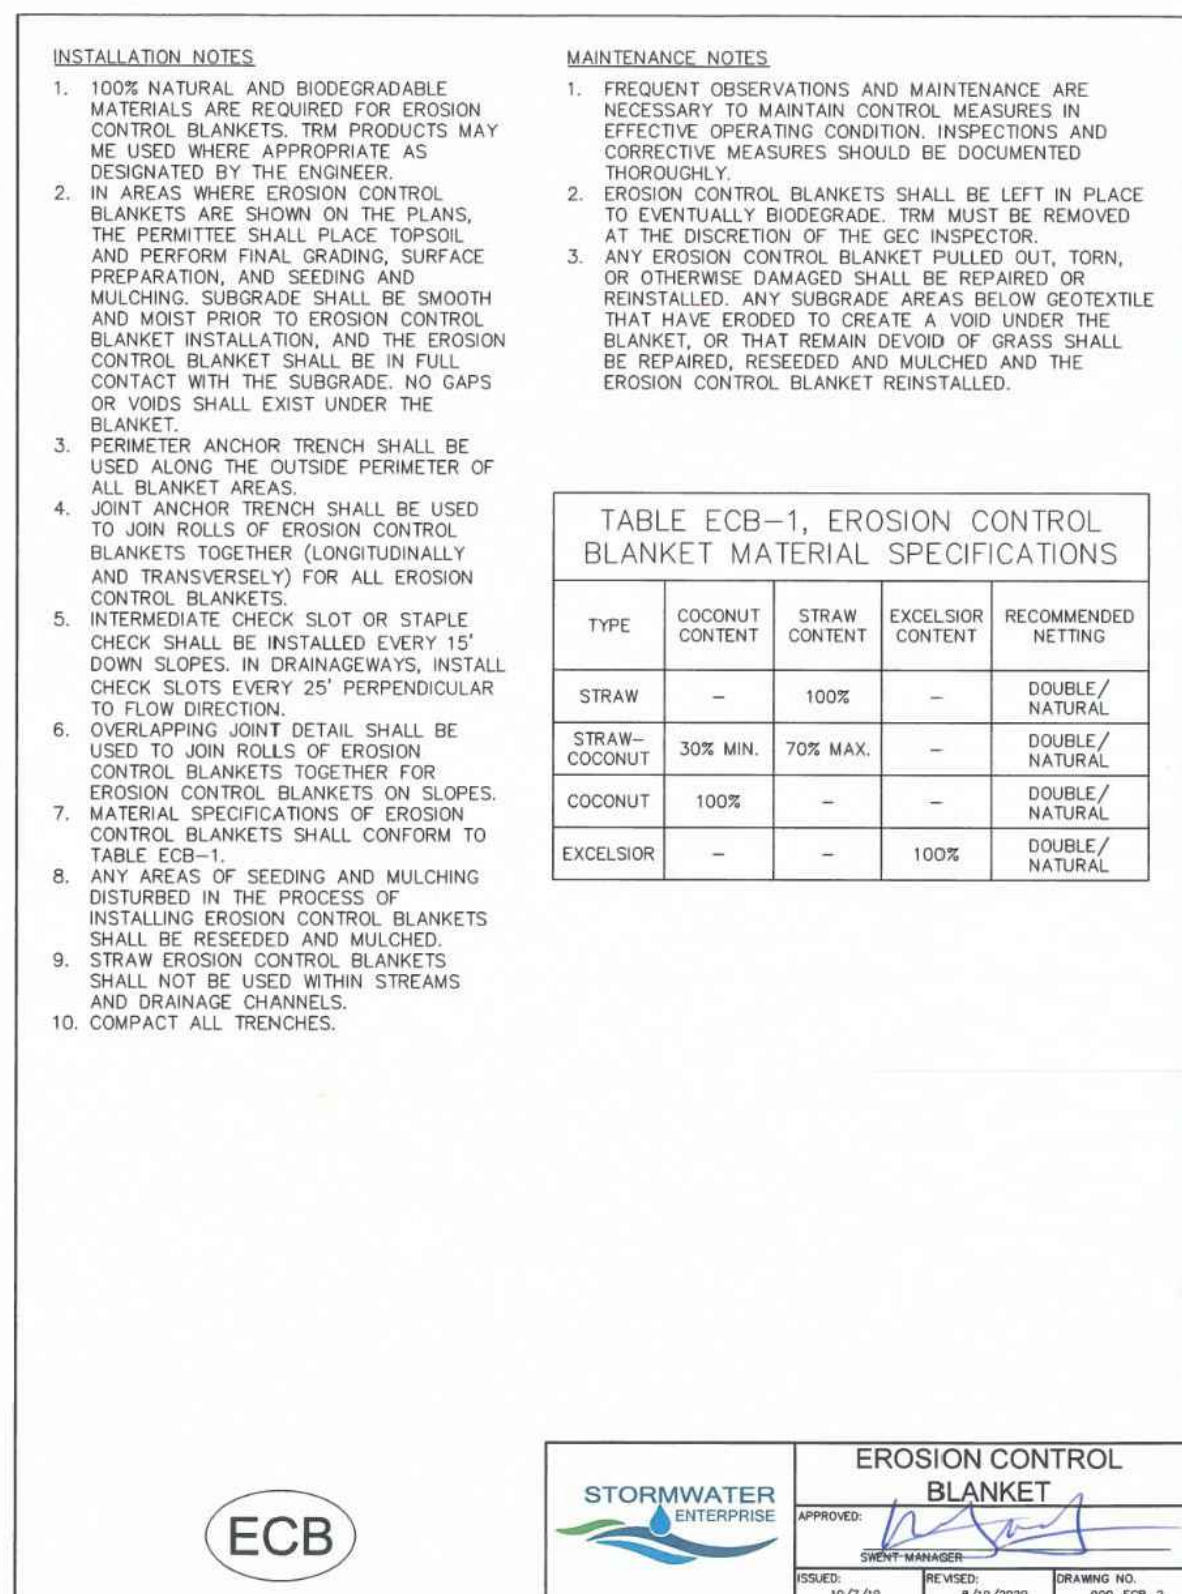 INSTALLATION NOTES
1. 100% NATURAL AND BIODEGRADABLE
MATERIALS ARE REQUIRED FOR EROSION
CONTROL BLANKETS. TRM PRODUCTS MAY
ME USED WHERE APPROPRIATE AS
DESIGNATED BY THE ENGINEER.
2. IN AREAS WHERE EROSION CONTROL
BLANKETS ARE SHOWN ON THE PLANS,
THE PERMITTEE SHALL PLACE TOPSOIL
AND PERFORM FINAL GRADING, SURFACE
PREPARATION, AND SEEDING AND
MULCHING. SUBGRADE SHALL BE SMOOTH
AND MOIST PRIOR TO EROSION CONTROL
BLANKET INSTALLATION, AND THE EROSION
CONTROL BLANKET SHALL BE IN FULL
CONTACT WITH THE SUBGRADE. NO GAPS
OR VOIDS SHALL EXIST UNDER THE
BLANKET.
3. PERIMETER ANCHOR TRENCH SHALL BE
USED ALONG THE OUTSIDE PERIMETER OF
ALL BLANKET AREAS.
4. JOINT ANCHOR TRENCH SHALL BE USED
TO JOIN ROLLS OF EROSION CONTROL
BLANKETS TOGETHER (LONGITUDINALLY
AND TRANSVERSELY) FOR ALL EROSION
CONTROL BLANKETS.
5. INTERMEDIATE CHECK SLOT OR STAPLE
CHECK SHALL BE INSTALLED EVERY 15'
DOWN SLOPES. IN DRAINAGEWAYS, INSTALL
CHECK SLOTS EVERY 25' PERPENDICULAR
TO FLOW DIRECTION.
6. OVERLAPPING JOINT DETAIL SHALL BE
USED TO JOIN ROLLS OF EROSION
CONTROL BLANKETS TOGETHER FOR
EROSION CONTROL BLANKETS ON SLOPES.
7. MATERIAL SPECIFICATIONS OF EROSION
CONTROL BLANKETS SHALL CONFORM TO
TABLE ECB-1.
8. ANY AREAS OF SEEDING AND MULCHING
DISTURBED IN THE PROCESS OF
INSTALLING EROSION CONTROL BLANKETS
SHALL BE RESEEDED AND MULCHED.
9. STRAW EROSION CONTROL BLANKETS
SHALL NOT BE USED WITHIN STREAMS
AND DRAINAGE CHANNELS.
10. COMPACT ALL TRENCHES.
MAINTENANCE NOTES
1. FREQUENT OBSERVATIONS AND MAINTENANCE ARE
NECESSARY TO MAINTAIN CONTROL MEASURES IN
EFFECTIVE OPERATING CONDITION. INSPECTIONS AND
CORRECTIVE MEASURES SHOULD BE DOCUMENTED
THOROUGHLY.
2. EROSION CONTROL BLANKETS SHALL BE LEFT IN PLACE
TO EVENTUALLY BIODEGRADE. TRM MUST BE REMOVED
AT THE DISCRETION OF THE GEC INSPECTOR.
3. ANY EROSION CONTROL BLANKET PULLED OUT, TORN,
OR OTHERWISE DAMAGED SHALL BE REPAIRED OR
REINSTALLED. ANY SUBGRADE AREAS BELOW GEOTEXTILE
THAT HAVE ERODED TO CREATE A VOID UNDER THE
BLANKET, OR THAT REMAIN DEVOID OF GRASS SHALL
BE REPAIRED, RESEEDED AND MULCHED AND THE
EROSION CONTROL BLANKET REINSTALLED.
TABLE ECB-1, EROSION CONTROL
BLANKET MATERIAL SPECIFICATIONS
TYPE COCONUT CONTENT STRAW CONTENT EXCELSIOR CONTENT RECOMMENDED NETTING
STRAW - 100% - DOUBLE/ NATURAL
STRAW- COCONUT 30% MIN. 70% MAX. - DOUBLE/ NATURAL
COCONUT 100% - - DOUBLE/ NATURAL
EXCELSIOR - - 100% DOUBLE/ NATURAL
ECB
STORMWATER
ENTERPRISE
EROSION CONTROL
BLANKET
APPROVED:
SWENT MANAGER
ISSUED: REVISED: DRAWING NO.